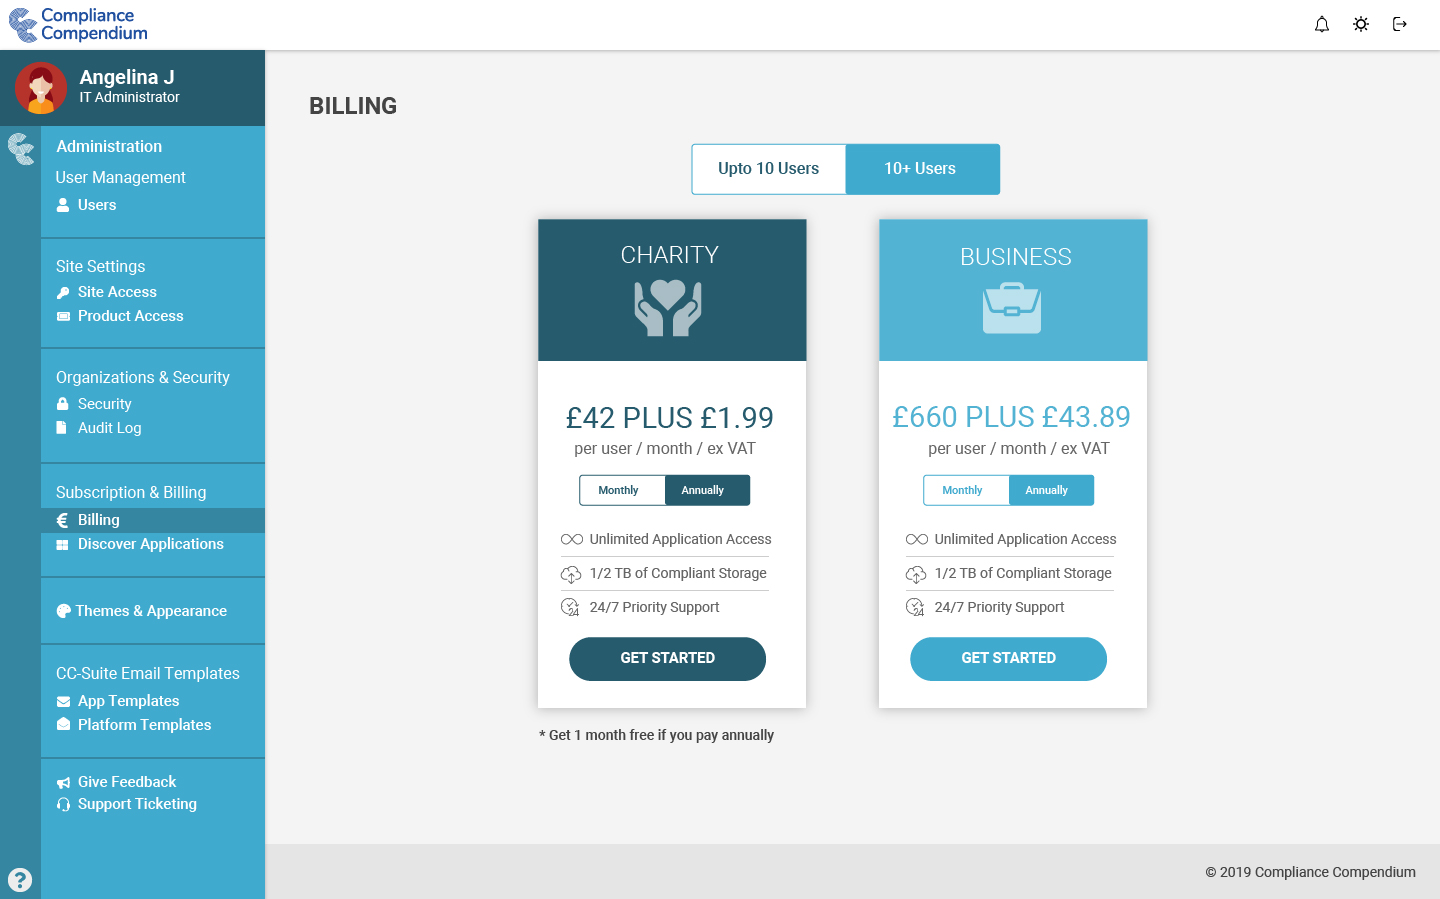 Compliance
Compendium
Angelina J
IT Administrator
Administration
User Management
Users
Site Settings
Site Access
Product Access
Organizations & Security
Security
Audit Log
Subscription & Billing
Billing
Discover Applications
Themes & Appearance
CC-Suite Email Templates
App Templates
Platform Templates
Give Feedback
Support Ticketing
?
BILLING
Upto 10 Users
10+ Users
CHARITY
£42 PLUS £1.99
per user / month / ex VAT
Monthly
Annually
Unlimited Application Access
1/2 TB of Compliant Storage
24
24/7 Priority Support
GET STARTED
* Get 1 month free if you pay annually
BUSINESS
£660 PLUS £43.89
per user / month / ex VAT
Monthly
Annually
Unlimited Application Access
1/2 TB of Compliant Storage
24
24/7 Priority Support
GET STARTED
© 2019 Compliance Compendium